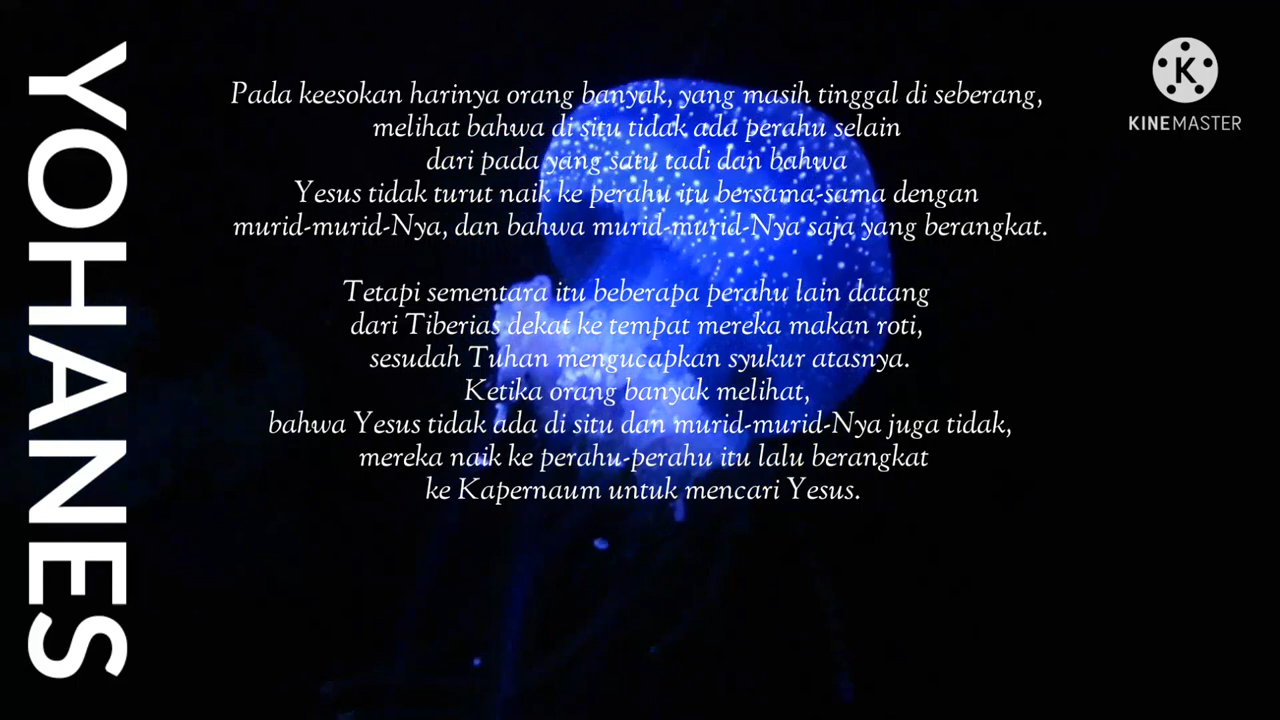 YOHANES
Pada keesokan harinya orang banyak, yang masih tinggal di seberang,
melihat bahwa di situ tidak ada perahu selain
dari pada yang satu tadi dan bahwa
Yesus tidak turut naik ke perahu itu bersama-sama dengan
murid-murid-Nya, dan bahwa murid-murid-Nya saja yang berangkat.
Tetapi sementara itu beberapa perahu lain datang
dari Tiberias dekat ke tempat mereka makan roti,
sesudah Tuhan mengucapkan syukur atasnya.
Ketika orang banyak melihat,
bahwa Yesus tidak ada di situ dan murid-murid-Nya juga tidak,
mereka naik ke perahu-perahu itu lalu berangkat
ke Kapernaum untuk mencari Yesus.
K
KINEMASTER